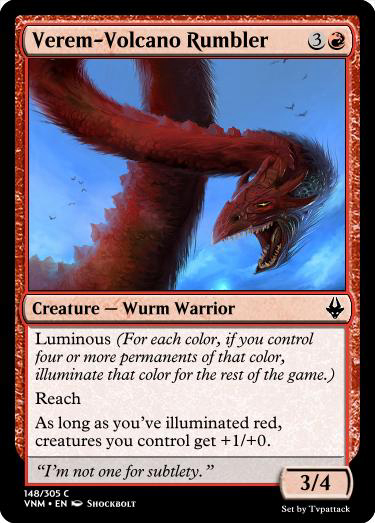 Verem-Volcano Rumbler 3
Creature — Wurm Warrior
Luminous (For each color, if you control
four or more permanents of that color,
illuminate that color for the rest of the game.)
Reach
As long as you've illuminated red,
creatures you control get +1/+0.
"I'm not one for subtlety."
3/4
148/305 C
VNM • EN Shockbolt
Set by Tvpattack